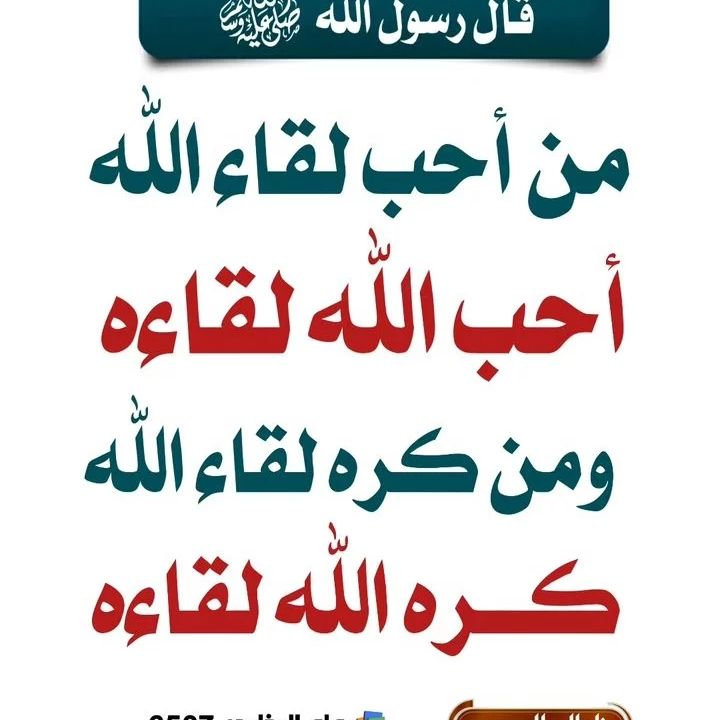 قال رسول الله ﷺ
من أحب لقاء الله
أحب الله لقاءه
ومن كره لقاء الله
كره الله لقاءه